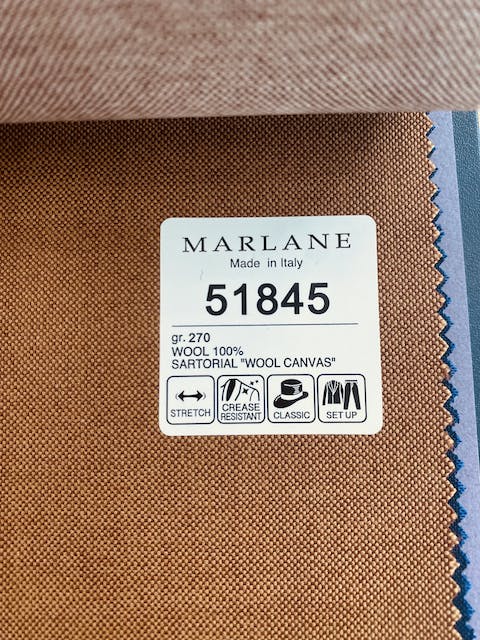 MARLANE
Made in Italy
51845
gr. 270
WOOL 100%
SARTORIAL "WOOL CANVAS"
STRETCH
CREASE RESISTANT
CLASSIC
SET UP